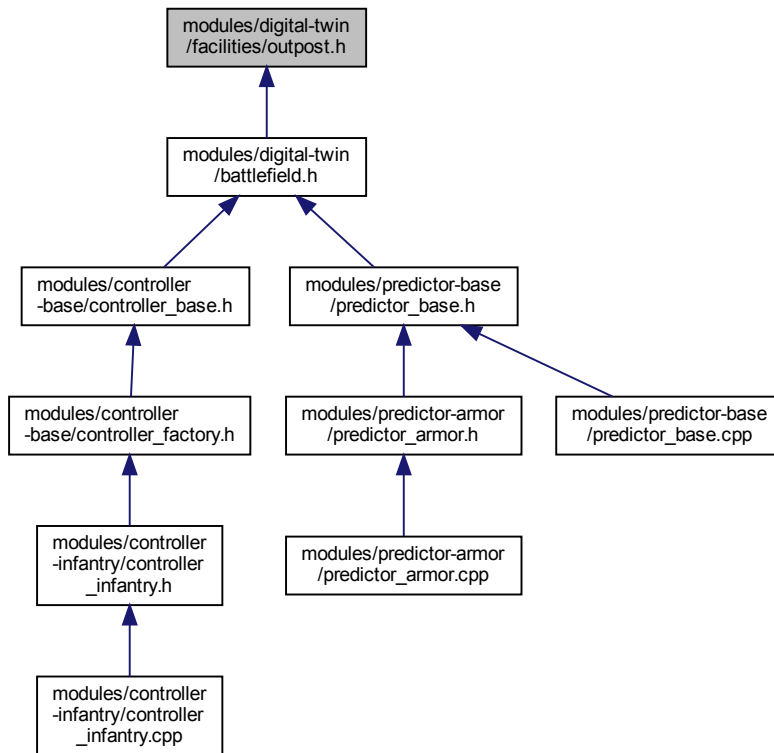 modules/digital-twin
/facilities/outpost.h
modules/digital-twin
/battlefield.h
modules/controller
-base/controller_base.h
modules/predictor-base
/predictor_base.h
modules/controller
-base/controller_factory.h
modules/predictor-armor
/predictor_armor.h
modules/predictor-base
/predictor_base.cpp
modules/controller
-infantry/controller
_infantry.h
modules/predictor-armor
/predictor_armor.cpp
modules/controller
-infantry/controller
_infantry.cpp